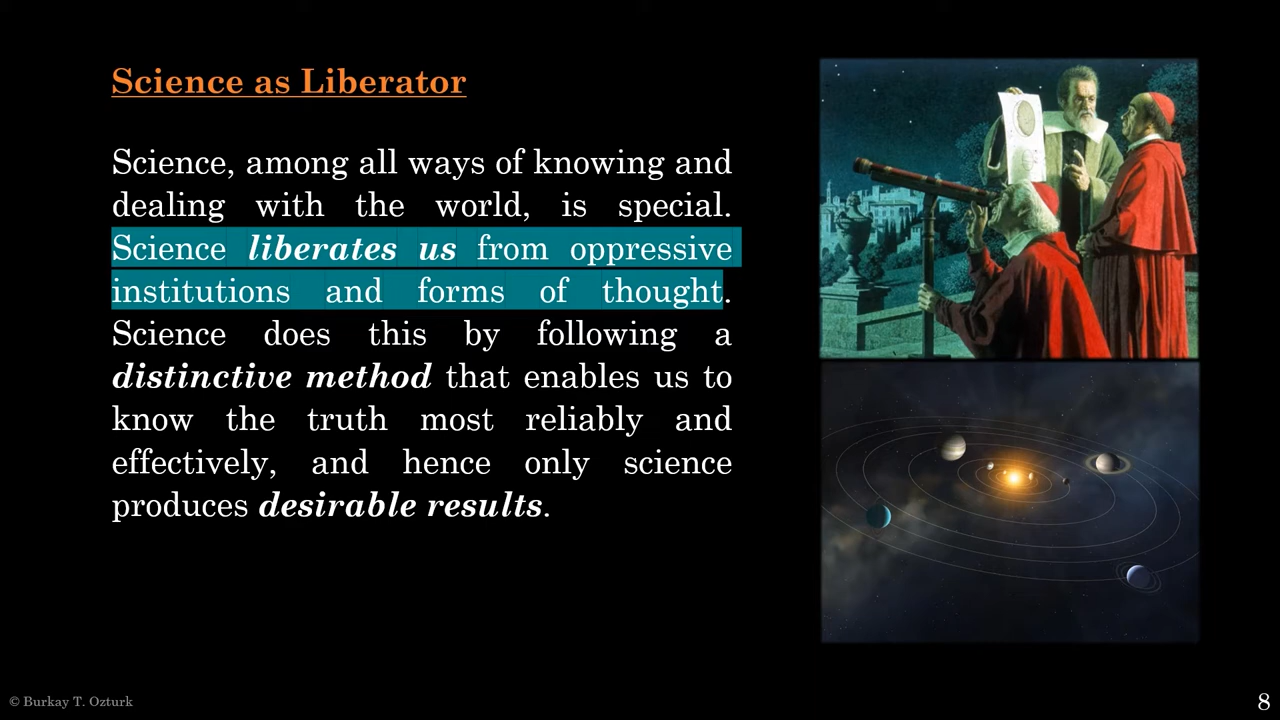 Science as Liberator
Science, among all ways of knowing and
dealing with the world, is special.
Science liberates us from oppressive
institutions and forms of thought.
Science does this by following a
distinctive method that enables us to
know the truth most reliably and
effectively, and hence only science
produces desirable results.
© Burkay T. Ozturk
8